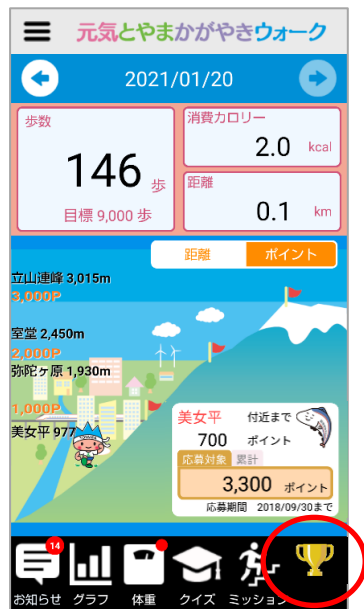 元気とやまかがやきウォーク
2021/01/20
歩数
146 歩
目標 9,000 歩
消費カロリー
2.0 kcal
距離
0.1 km
距離 ポイント
立山連峰 3,015m
3,000P
室堂 2,450m
2,000P
弥陀ヶ原 1,930m
1,000P
美女平 977
美女平 付近まで
700 ポイント
応募対象 累計
3,300 ポイント
応募期間 2018/09/30まで
14
お知らせ グラフ 体重 クイズ ミッション